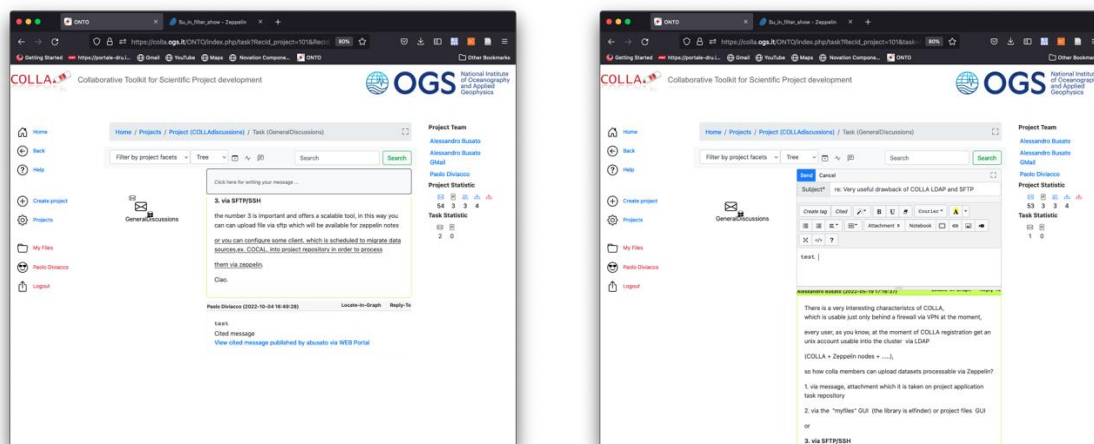 ONTO
Su_in_filter_show - Zeppelin
https://colla.ogs.it/ONTO/index.php/task?RecId_project=101&RecI
80%
Getting Started
https://portale-dru.i...
Gmail
YouTube
Maps
Novation Compone...
ONTO
Other Bookmarks
COLLA
Collaborative Toolkit for Scientific Project development
OGS
National Institute
of Oceanography
and Applied
Geophysics
Home
Back
Help
Create project
Projects
My Files
Paolo Diviacco
Logout
Home / Projects / Project (COLLAdiscussions) / Task (GeneralDiscussions)
Filter by project facets
Tree
Search
Search
GeneralDiscussions
Click here for writing your message ...
3. via SFTP/SSH
the number 3 is important and offers a scalable tool, in this way you
can can upload file via sftp which will be available for zeppelin notes
or you can configure some client, which is scheduled to migrate data
sources,ex. COCAL, into project repository in order to process
them via zeppelin.
Ciao.
Paolo Diviacco (2022-10-04 16:49:28)
Locate-in-Graph
Reply-To
test
Cited message
View cited message published by abusato via WEB Portal
Project Team
Alessandro Busato
Alessandro Busato
GMail
Paolo Diviacco
Project Statistic
54 3 3 4
Task Statistic
2 0
ONTO
Su_in_filter_show - Zeppelin
https://colla.ogs.it/ONTO/index.php/task?RecId_project=101&task
80%
Getting Started
https://portale-dru.i...
Gmail
YouTube
Maps
Novation Compone...
ONTO
Other Bookmarks
COLLA
Collaborative Toolkit for Scientific Project development
OGS
National Institute
of Oceanography
and Applied
Geophysics
Home
Back
Help
Create project
Projects
My Files
Paolo Diviacco
Logout
Home / Projects / Project (COLLAdiscussions) / Task (GeneralDiscussions)
Filter by project facets
Tree
Search
Search
GeneralDiscussions
Send
Cancel
Subject*
re: Very useful drawback of COLLA LDAP and SFTP
Create tag
Cited
B U
Courier
A
Attachment
Notebook
</> ?
test
Alessandro Busato (2022-05-19 17:16:37)
Locate-in-Graph
Reply-To
There is a very interesting characteristcs of COLLA,
which is usable just only behind a firewall via VPN at the moment,
every user, as you know, at the moment of COLLA registration get an
unix account usable into the cluster via LDAP
(COLLA + Zeppelin nodes + ....),
so how colla members can upload datasets processable via Zeppelin?
1. via message, attachment which it is taken on project application
task repository
2. via the "myfiles" GUI (the library is elfinder) or project files GUI
or
3. via SFTP/SSH
Project Team
Alessandro Busato
Alessandro Busato
GMail
Paolo Diviacco
Project Statistic
53 3 3 4
Task Statistic
1 0